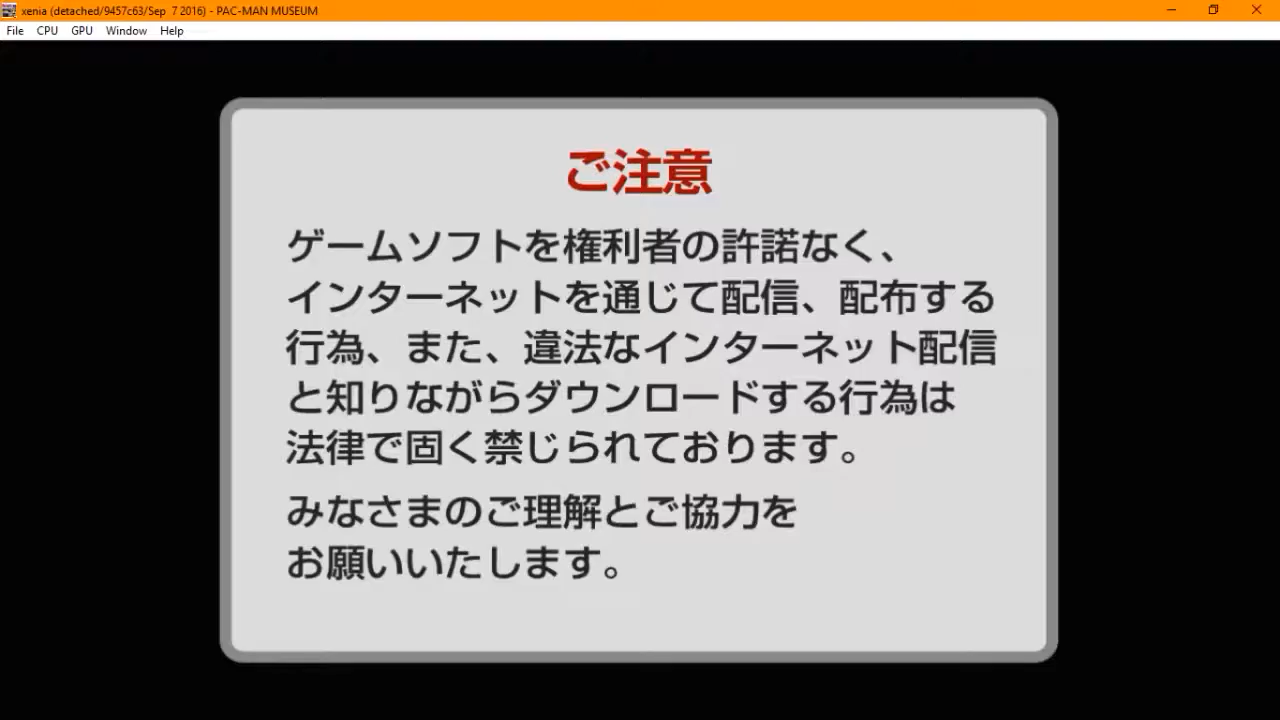 xenia (detached/9457c63/Sep 7 2016) - PAC-MAN MUSEUM
File CPU GPU Window Help
ご注意
ゲームソフトを権利者の許諾なく、
インターネットを通じて配信、配布する
行為、また、違法なインターネット配信
と知りながらダウンロードする行為は
法律で固く禁じられております。
みなさまのご理解とご協力を
お願いいたします。